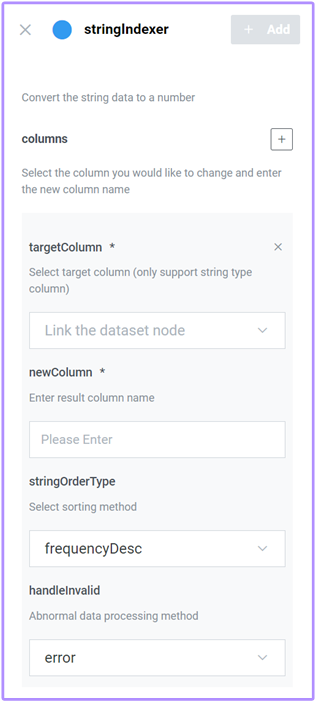 stringIndexer
+ Add
Convert the string data to a number
columns
+
Select the column you would like to change and enter
the new column name
targetColumn *
Select target column (only support string type
column)
Link the dataset node
newColumn *
Enter result column name
Please Enter
stringOrderType
Select sorting method
frequencyDesc
handleInvalid
Abnormal data processing method
error